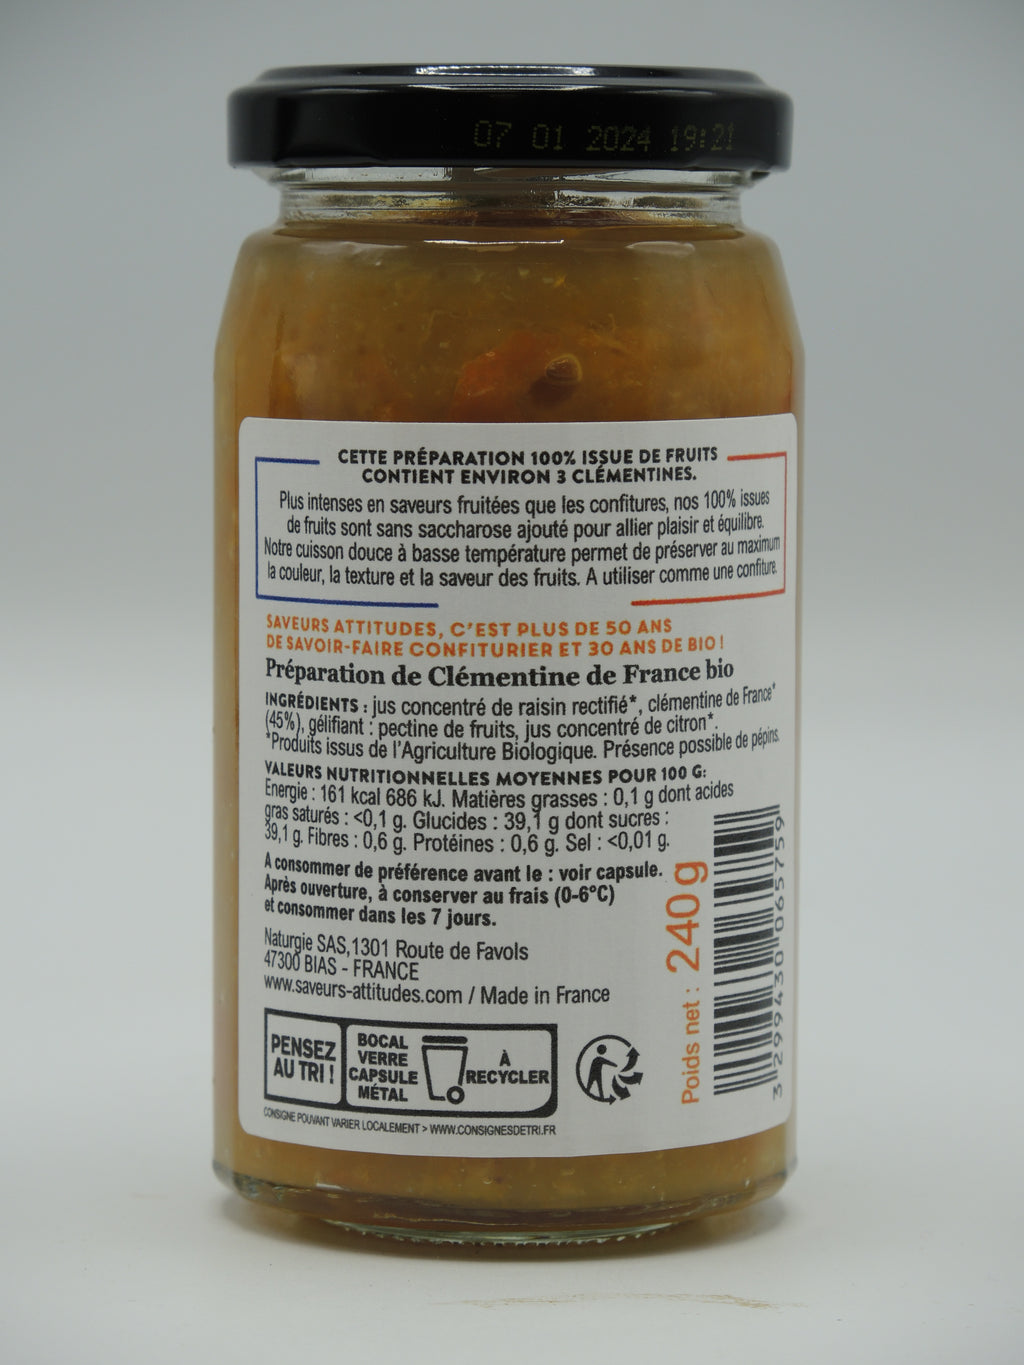 07 01 2024 19:21
CETTE PRÉPARATION 100% ISSUE DE FRUITS
CONTIENT ENVIRON 3 CLÉMENTINES.
Plus intenses en saveurs fruitées que les confitures, nos 100% issues
de fruits sont sans saccharose ajouté pour allier plaisir et équilibre.
Notre cuisson douce à basse température permet de préserver au maximum
la couleur, la texture et la saveur des fruits. A utiliser comme une confiture.
SAVEURS ATTITUDES, C'EST PLUS DE 50 ANS
DE SAVOIR-FAIRE CONFITURIER ET 30 ANS DE BIO !
Préparation de Clémentine de France bio
INGRÉDIENTS : jus concentré de raisin rectifié*, clémentine de France*
(45%), gélifiant : pectine de fruits, jus concentré de citron*.
*Produits issus de l'Agriculture Biologique. Présence possible de pépins.
VALEURS NUTRITIONNELLES MOYENNES POUR 100 G:
Energie : 161 kcal 686 kJ. Matières grasses : 0,1 g dont acides
gras saturés : <0,1 g. Glucides : 39,1 g dont sucres :
39,1 g. Fibres : 0,6 g. Protéines : 0,6 g. Sel : <0,01 g.
A consommer de préférence avant le : voir capsule.
Après ouverture, à conserver au frais (0-6°C)
et consommer dans les 7 jours.
Naturgie SAS,1301 Route de Favols
47300 BIAS - FRANCE
www.saveurs-attitudes.com / Made in France
PENSEZ
AU TRI !
BOCAL
VERRE
CAPSULE
MÉTAL
À
RECYCLER
CONSIGNE POUVANT VARIER LOCALEMENT > WWW.CONSIGNESDETRI.FR
Poids net : 240g
3 299430 065759